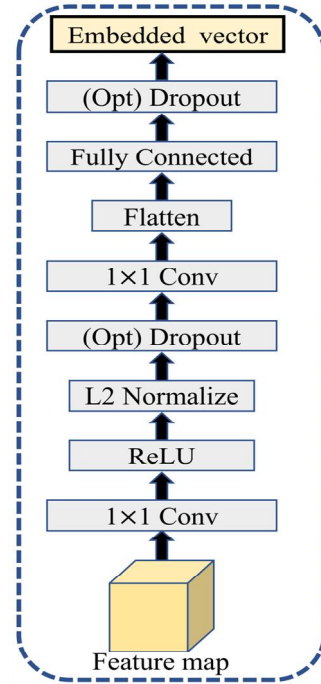 Embedded vector
(Opt) Dropout
Fully Connected
Flatten
1×1 Conv
(Opt) Dropout
L2 Normalize
ReLU
1×1 Conv
Feature map